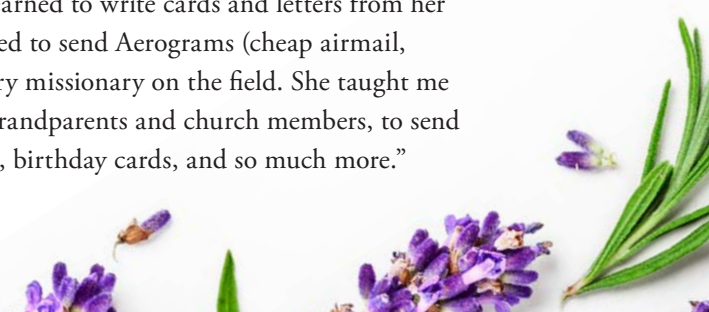 arned to write cards and letters from her
ed to send Aerograms (cheap airmail,
ry missionary on the field. She taught me
randparents and church members, to send
, birthday cards, and so much more.”